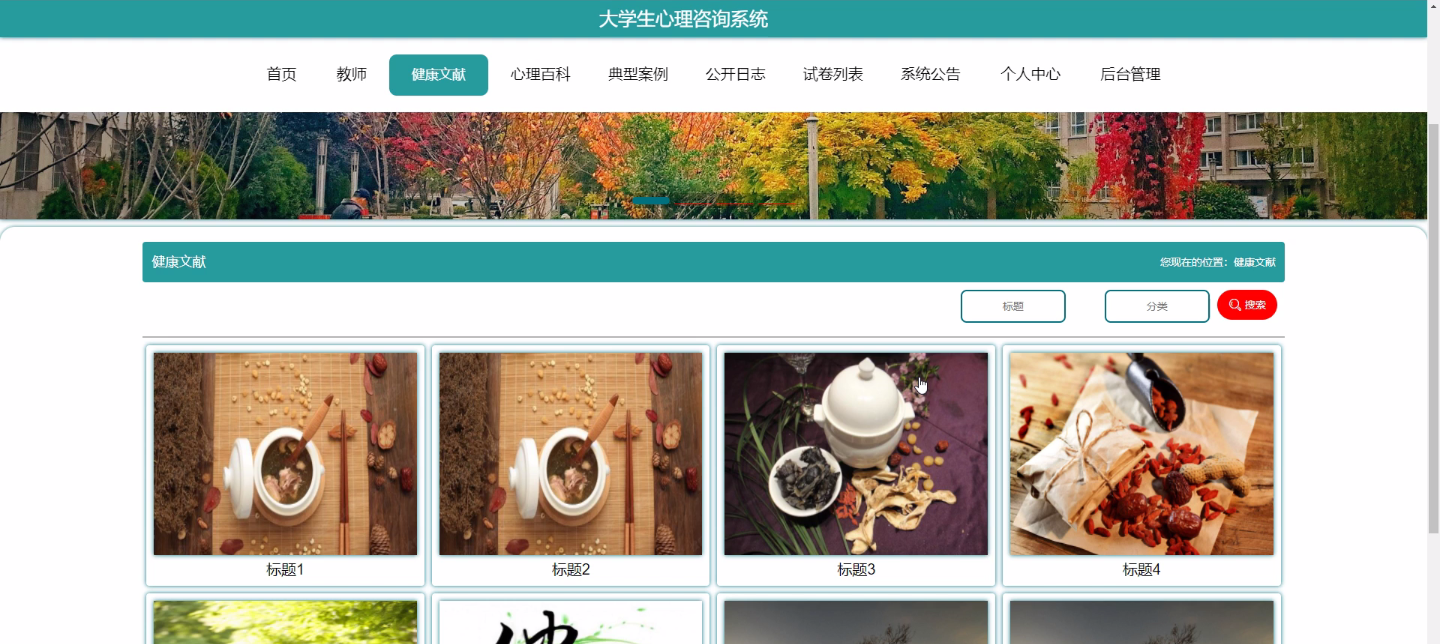 大学生心理咨询系统
首页 教师 健康文献 心理百科 典型案例 公开日志 试卷列表 系统公告 个人中心 后台管理
健康文献 您现在的位置：健康文献
标题 分类 搜索
标题1 标题2 标题3 标题4